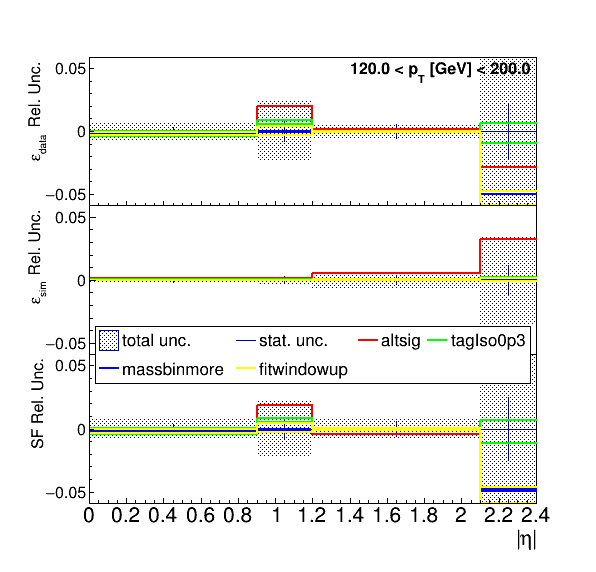 120.0 < p_T [GeV] < 200.0
ε_data Rel. Unc.
0.05
0
−0.05
ε_sim Rel. Unc.
0.05
0
−0.05
total unc. stat. unc. altsig tagIso0p3
massbinmore fitwindowup
SF Rel. Unc.
0.05
0
−0.05
0 0.2 0.4 0.6 0.8 1 1.2 1.4 1.6 1.8 2 2.2 2.4
|η|